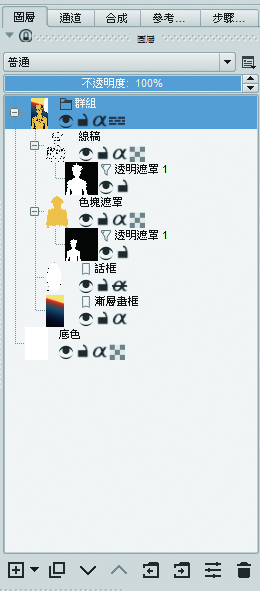 圖層 通道 合成 參考... 步驟...
圖層
普通
不透明度: 100%
群組
線稿
透明遮罩 1
色塊遮罩
透明遮罩 1
話框
漸層畫框
底色